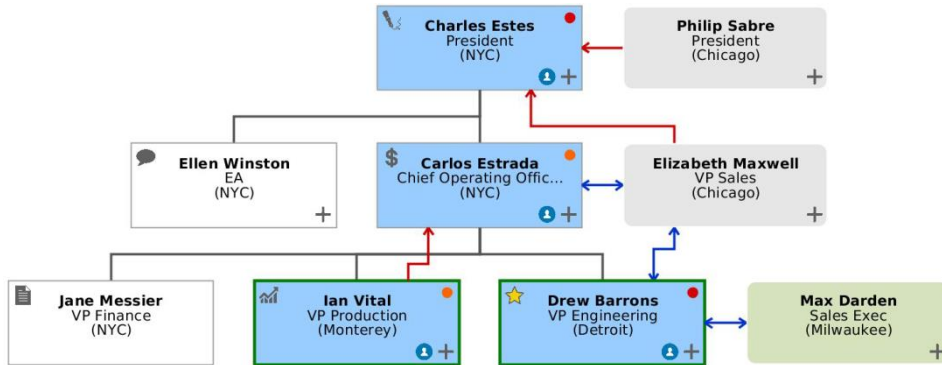 Charles Estes
President
(NYC)
Philip Sabre
President
(Chicago)
Ellen Winston
EA
(NYC)
$
Carlos Estrada
Chief Operating Offic...
(NYC)
Elizabeth Maxwell
VP Sales
(Chicago)
Jane Messier
VP Finance
(NYC)
Ian Vital
VP Production
(Monterey)
Drew Barrons
VP Engineering
(Detroit)
Max Darden
Sales Exec
(Milwaukee)